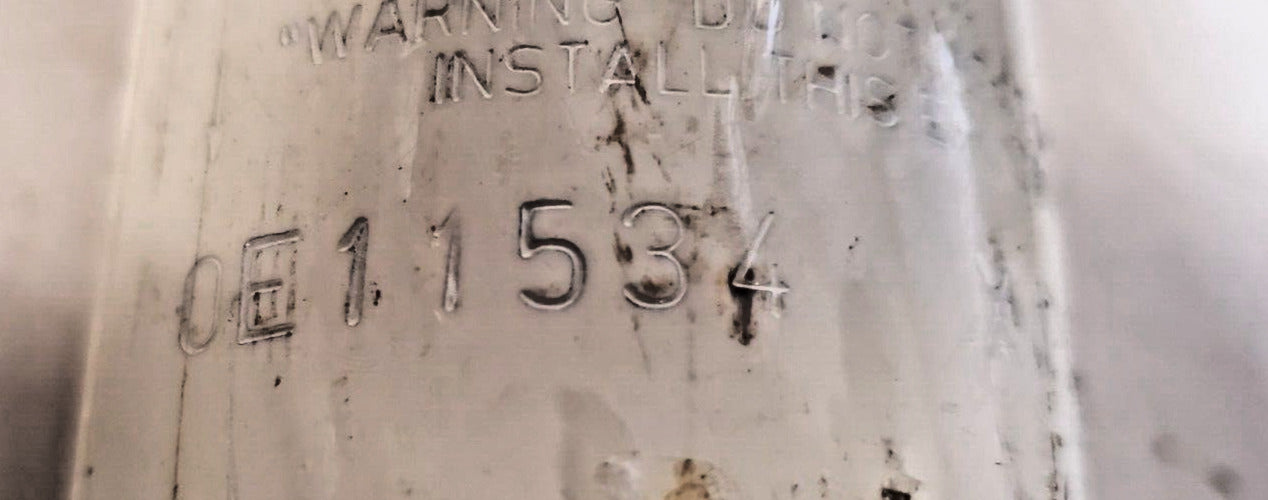 "WARNING DO NOT
INSTALL THIS
0E11534